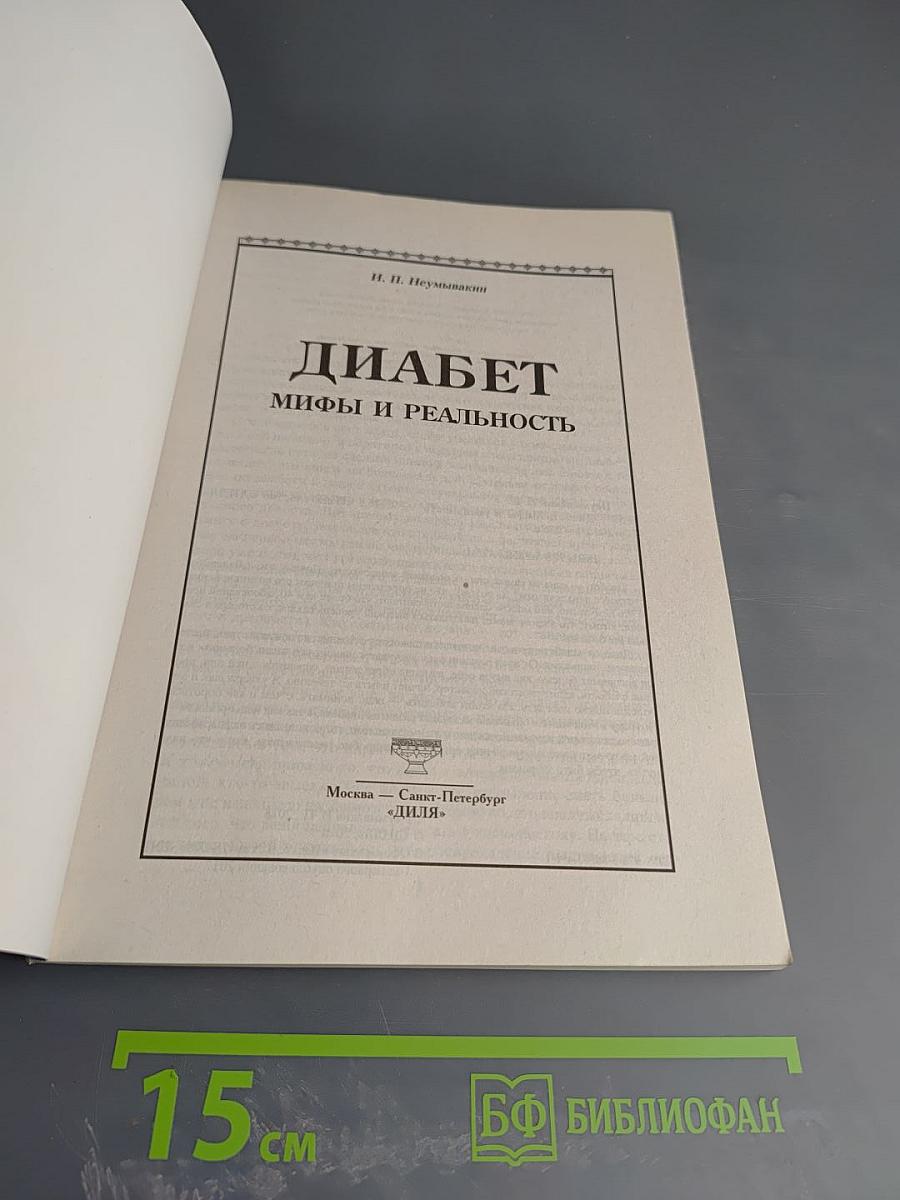 И. П. Неумывакин
ДИАБЕТ
МИФЫ И РЕАЛЬНОСТЬ
Москва — Санкт-Петербург
«ДИЛЯ»
15 см
БФ БИБЛИОФАН